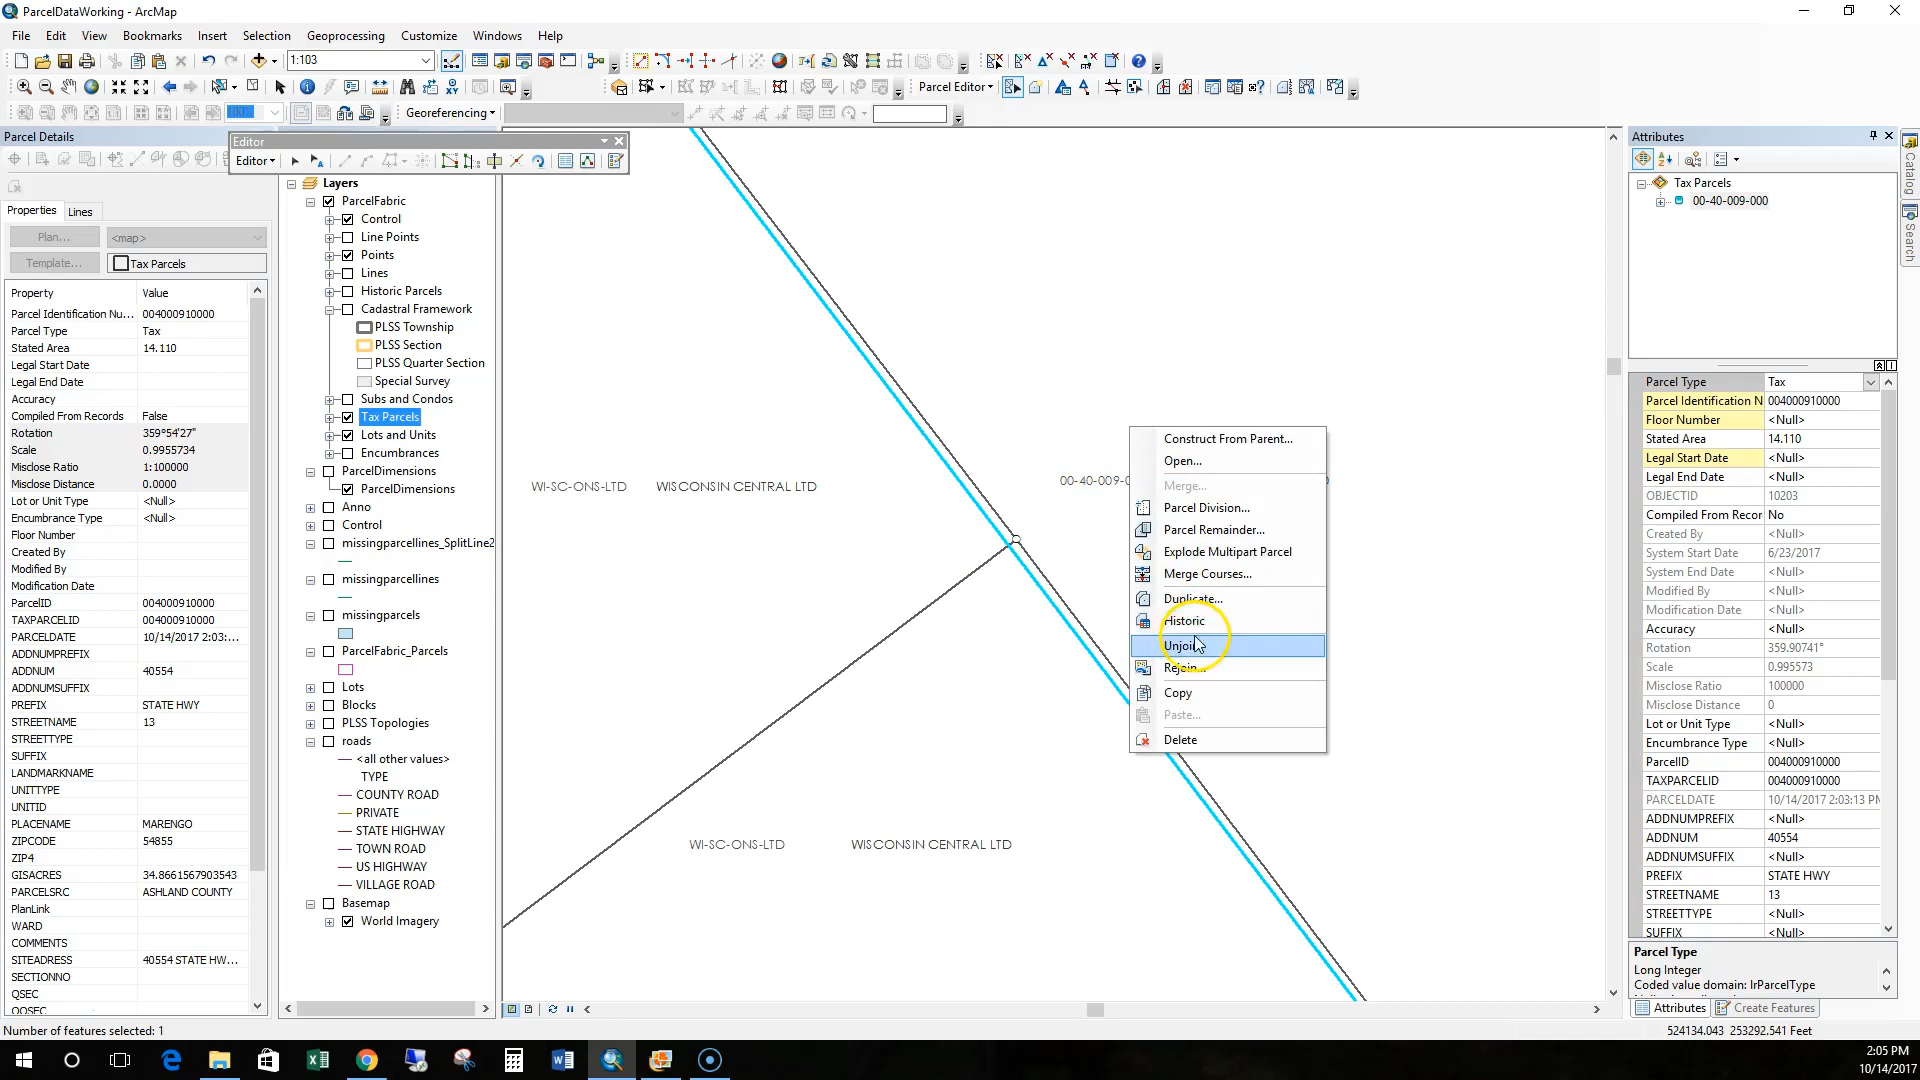 ParcelDataWorking - ArcMap
File Edit View Bookmarks Insert Selection Geoprocessing Customize Windows Help
1:103
Parcel Editor
100%
Georeferencing
Parcel Details
Editor
Editor
Properties Lines
Plan... <map>
Template... Tax Parcels
Property Value
Parcel Identification Nu... 004000910000
Parcel Type Tax
Stated Area 14.110
Legal Start Date
Legal End Date
Accuracy
Compiled From Records False
Rotation 359°54'27"
Scale 0.9955734
Misclose Ratio 1:100000
Misclose Distance 0.0000
Lot or Unit Type <Null>
Encumbrance Type <Null>
Floor Number
Created By
Modified By
Modification Date
ParcelID 004000910000
TAXPARCELID 004000910000
PARCELDATE 10/14/2017 2:03:...
ADDNUMPREFIX
ADDNUM 40554
ADDNUMSUFFIX
PREFIX STATE HWY
STREETNAME 13
STREETTYPE
SUFFIX
LANDMARKNAME
UNITTYPE
UNITID
PLACENAME MARENGO
ZIPCODE 54855
ZIP4
GISACRES 34.8661567903543
PARCELSRC ASHLAND COUNTY
PlanLink
WARD
COMMENTS
SITEADRESS 40554 STATE HW...
SECTIONNO
QSEC
QQSEC
Number of features selected: 1
Layers
ParcelFabric
Control
Line Points
Points
Lines
Historic Parcels
Cadastral Framework
PLSS Township
PLSS Section
PLSS Quarter Section
Special Survey
Subs and Condos
Tax Parcels
Lots and Units
Encumbrances
ParcelDimensions
ParcelDimensions
Anno
Control
missingparcellines_SplitLine2
missingparcellines
missingparcels
ParcelFabric_Parcels
Lots
Blocks
PLSS Topologies
roads
<all other values>
TYPE
COUNTY ROAD
PRIVATE
STATE HIGHWAY
TOWN ROAD
US HIGHWAY
VILLAGE ROAD
Basemap
World Imagery
WI-SC-ONS-LTD WISCONSIN CENTRAL LTD
00-40-009-0
WI-SC-ONS-LTD WISCONSIN CENTRAL LTD
Construct From Parent...
Open...
Merge...
Parcel Division...
Parcel Remainder...
Explode Multipart Parcel
Merge Courses...
Duplicate...
Historic
Unjoin
Rejoin...
Copy
Paste...
Delete
Attributes
Tax Parcels
00-40-009-000
Parcel Type Tax
Parcel Identification N 004000910000
Floor Number <Null>
Stated Area 14.110
Legal Start Date <Null>
Legal End Date <Null>
OBJECTID 10203
Compiled From Recor No
Created By <Null>
System Start Date 6/23/2017
System End Date <Null>
Modified By <Null>
Modification Date <Null>
Accuracy <Null>
Rotation 359.90741°
Scale 0.995573
Misclose Ratio 100000
Misclose Distance 0
Lot or Unit Type <Null>
Encumbrance Type <Null>
ParcelID 004000910000
TAXPARCELID 004000910000
PARCELDATE 10/14/2017 2:03:13 PM
ADDNUMPREFIX <Null>
ADDNUM 40554
ADDNUMSUFFIX <Null>
PREFIX STATE HWY
STREETNAME 13
STREETTYPE <Null>
SUFFIX <Null>
Parcel Type
Long Integer
Coded value domain: lrParcelType
Attributes Create Features
Catalog
Search
524134.043 253292.541 Feet
2:05 PM
10/14/2017